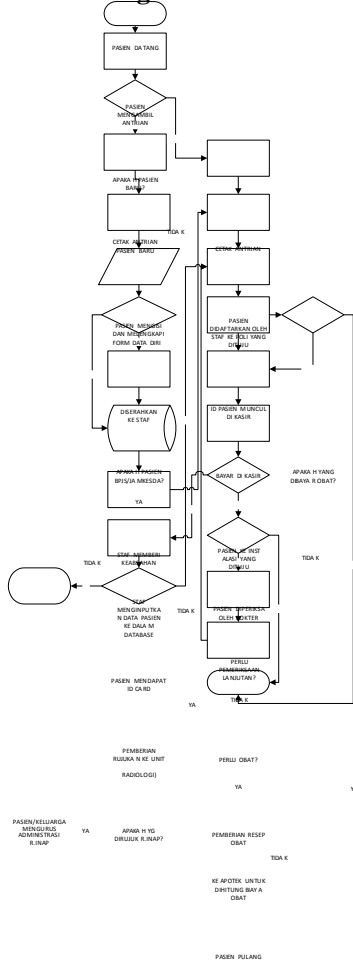 PASIEN DATANG
PASIEN
MENGAMBIL
ANTRIAN
APAKAH PASIEN
BARU?
TIDAK
CETAK ANTRIAN
PASIEN BARU
CETAK ANTRIAN
PASIEN MENGISI
DAN MELENGKAPI
FORM DATA DIRI
PASIEN
DIDAFTARKAN OLEH
STAF KE POLI YANG
DITUJU
DISERAHKAN
KE STAF
ID PASIEN MUNCUL
DI KASIR
APAKAH PASIEN
BPJS/JAMKESDA?
YA
BAYAR DI KASIR
APAKAH YANG
DIBAYAR OBAT?
STAF MEMBERI
KEABSAHAN
PASIEN KE INST
ALASI YANG
DITUJU
TIDAK
TIDAK
STAF
MENGINPUTKA
N DATA PASIEN
KE DALAM
DATABASE
TIDAK
PASIEN DIPERIKSA
OLEH DOKTER
PERLU
PEMERIKSAAN
LANJUTAN?
PASIEN MENDAPAT
ID CARD
YA
TIDAK
PEMBERIAN
RUJUKAN KE UNIT
RADIOLOGI)
PERLU OBAT?
YA
Y
PASIEN/KELUARGA
MENGURUS
ADMINISTRASI
R.INAP
YA
APAKAH YG
DIRUJUK R.INAP?
PEMBERIAN RESEP
OBAT
TIDAK
KE APOTEK UNTUK
DIHITUNG BIAYA
OBAT
PASIEN PULANG